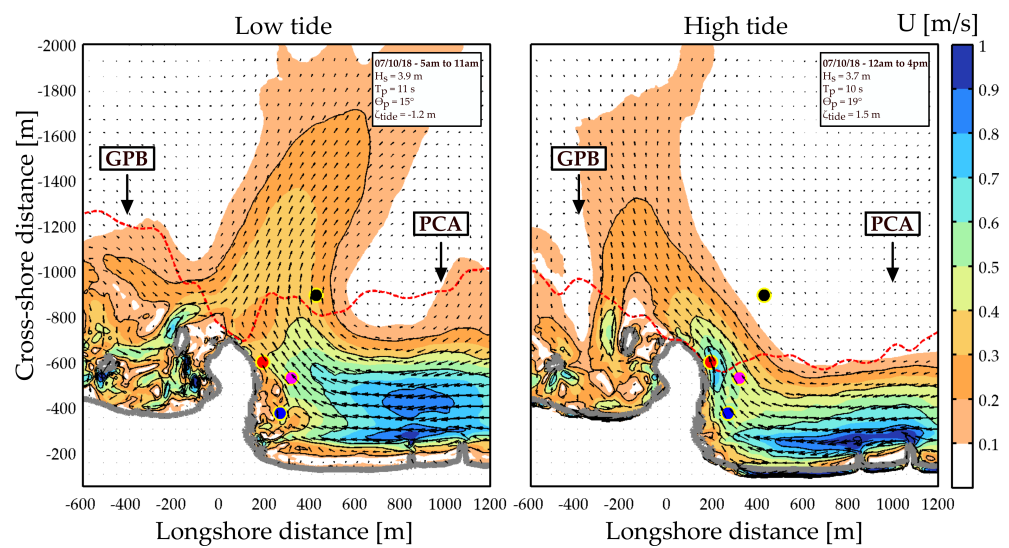 Low tide
High tide
U [m/s]
Cross-shore distance [m]
-2000
-1800
-1600
-1400
-1200
-1000
-800
-600
-400
-200
07/10/18 - 5am to 11am
Hs = 3.9 m
Tp = 11 s
Θp = 15°
ζtide = -1.2 m
GPB
PCA
-600
-400
-200
0
200
400
600
800
1000
1200
Longshore distance [m]
07/10/18 - 12am to 4pm
Hs = 3.7 m
Tp = 10 s
Θp = 19°
ζtide = 1.5 m
GPB
PCA
-600
-400
-200
0
200
400
600
800
1000
1200
Longshore distance [m]
1
0.9
0.8
0.7
0.6
0.5
0.4
0.3
0.2
0.1